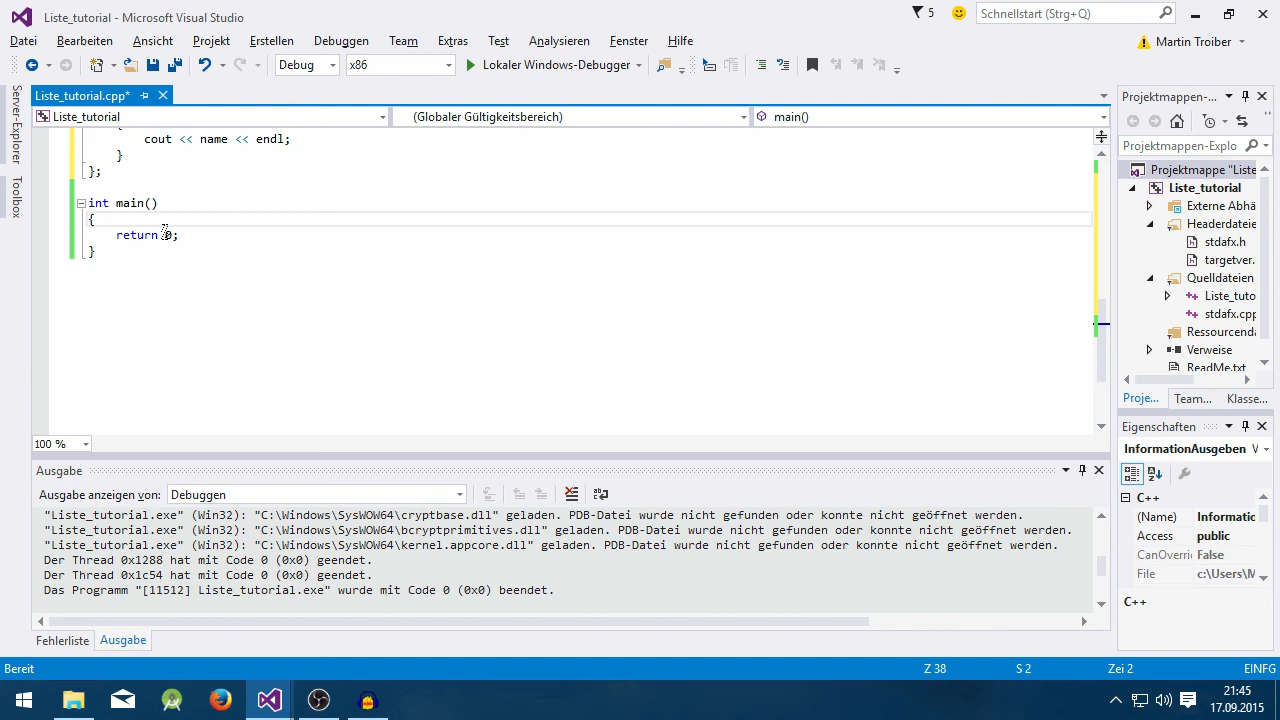 Liste_tutorial* - Microsoft Visual Studio
5
Schnellstart (Strg+Q)
Datei Bearbeiten Ansicht Projekt Erstellen Debuggen Team Extras Test Analysieren Fenster Hilfe
Martin Troiber
Debug x86 Lokaler Windows-Debugger
Server-Explorer
Toolbox
Liste_tutorial.cpp*
Liste_tutorial (Globaler Gültigkeitsbereich) main()
{
cout << name << endl;
}
};
int main()
{
return 0;
}
100 %
Projektmappen-...
Projektmappen-Explo
Projektmappe "Liste
Liste_tutorial
Externe Abhä
Headerdateie
stdafx.h
targetver.
Quelldateien
Liste_tuto
stdafx.cpp
Ressourcenda
Verweise
ReadMe.txt
Proje... Team... Klasse...
Eigenschaften
InformationAusgeben V
C++
(Name) Informatio
Access public
CanOverri False
File c:\Users\M
C++
Ausgabe
Ausgabe anzeigen von: Debuggen
"Liste_tutorial.exe" (Win32): "C:\Windows\SysWOW64\cryptbase.dll" geladen. PDB-Datei wurde nicht gefunden oder konnte nicht geöffnet werden.
"Liste_tutorial.exe" (Win32): "C:\Windows\SysWOW64\bcryptprimitives.dll" geladen. PDB-Datei wurde nicht gefunden oder konnte nicht geöffnet werden.
"Liste_tutorial.exe" (Win32): "C:\Windows\SysWOW64\kernel.appcore.dll" geladen. PDB-Datei wurde nicht gefunden oder konnte nicht geöffnet werden.
Der Thread 0x1288 hat mit Code 0 (0x0) geendet.
Der Thread 0x1c54 hat mit Code 0 (0x0) geendet.
Das Programm "[11512] Liste_tutorial.exe" wurde mit Code 0 (0x0) beendet.
Fehlerliste Ausgabe
Bereit Z 38 S 2 Zei 2 EINFG
21:45
17.09.2015